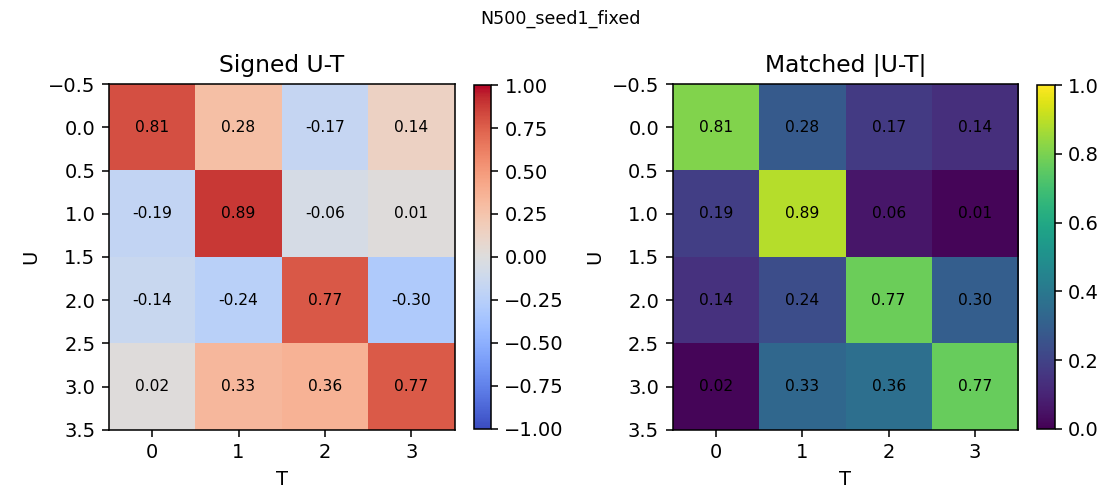 N500_seed1_fixed
Signed U-T
−0.5
0.0
0.5
1.0
1.5
2.0
2.5
3.0
3.5
U
0.81 0.28 -0.17 0.14
-0.19 0.89 -0.06 0.01
-0.14 -0.24 0.77 -0.30
0.02 0.33 0.36 0.77
0 1 2 3
T
1.00
0.75
0.50
0.25
0.00
−0.25
−0.50
−0.75
−1.00
Matched |U-T|
−0.5
0.0
0.5
1.0
1.5
2.0
2.5
3.0
3.5
U
0.81 0.28 0.17 0.14
0.19 0.89 0.06 0.01
0.14 0.24 0.77 0.30
0.02 0.33 0.36 0.77
0 1 2 3
T
1.0
0.8
0.6
0.4
0.2
0.0